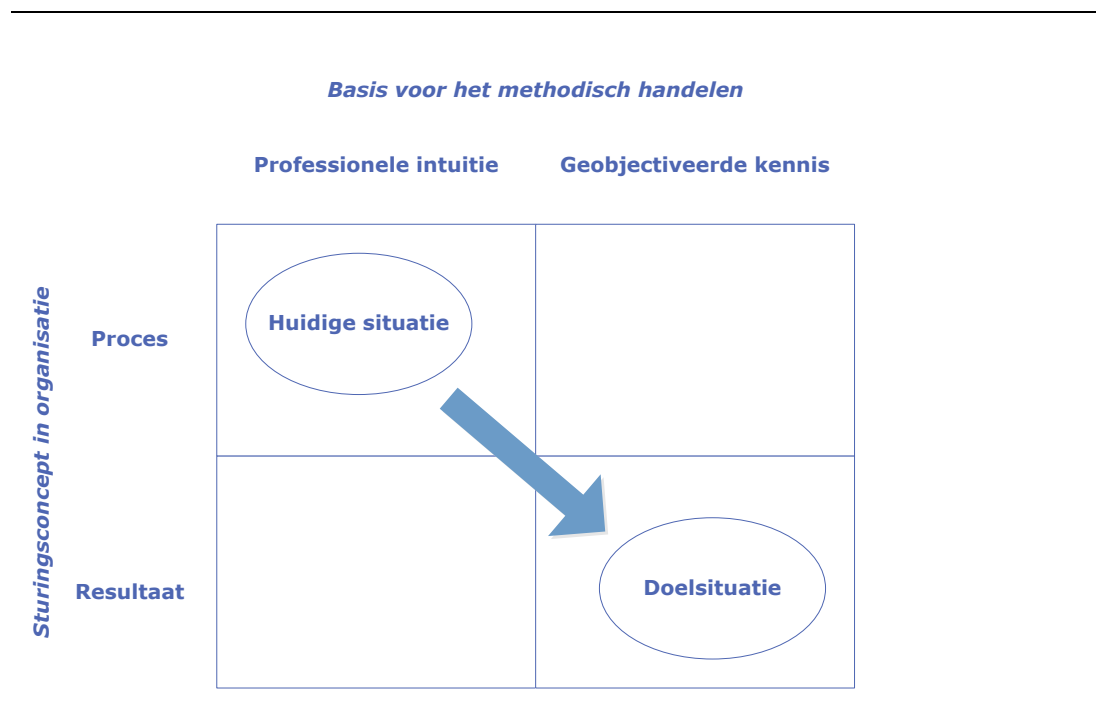 Basis voor het methodisch handelen
Professionele intuitie
Geobjectiveerde kennis
Sturingsconcept in organisatie
Proces
Huidige situatie
Resultaat
Doelsituatie